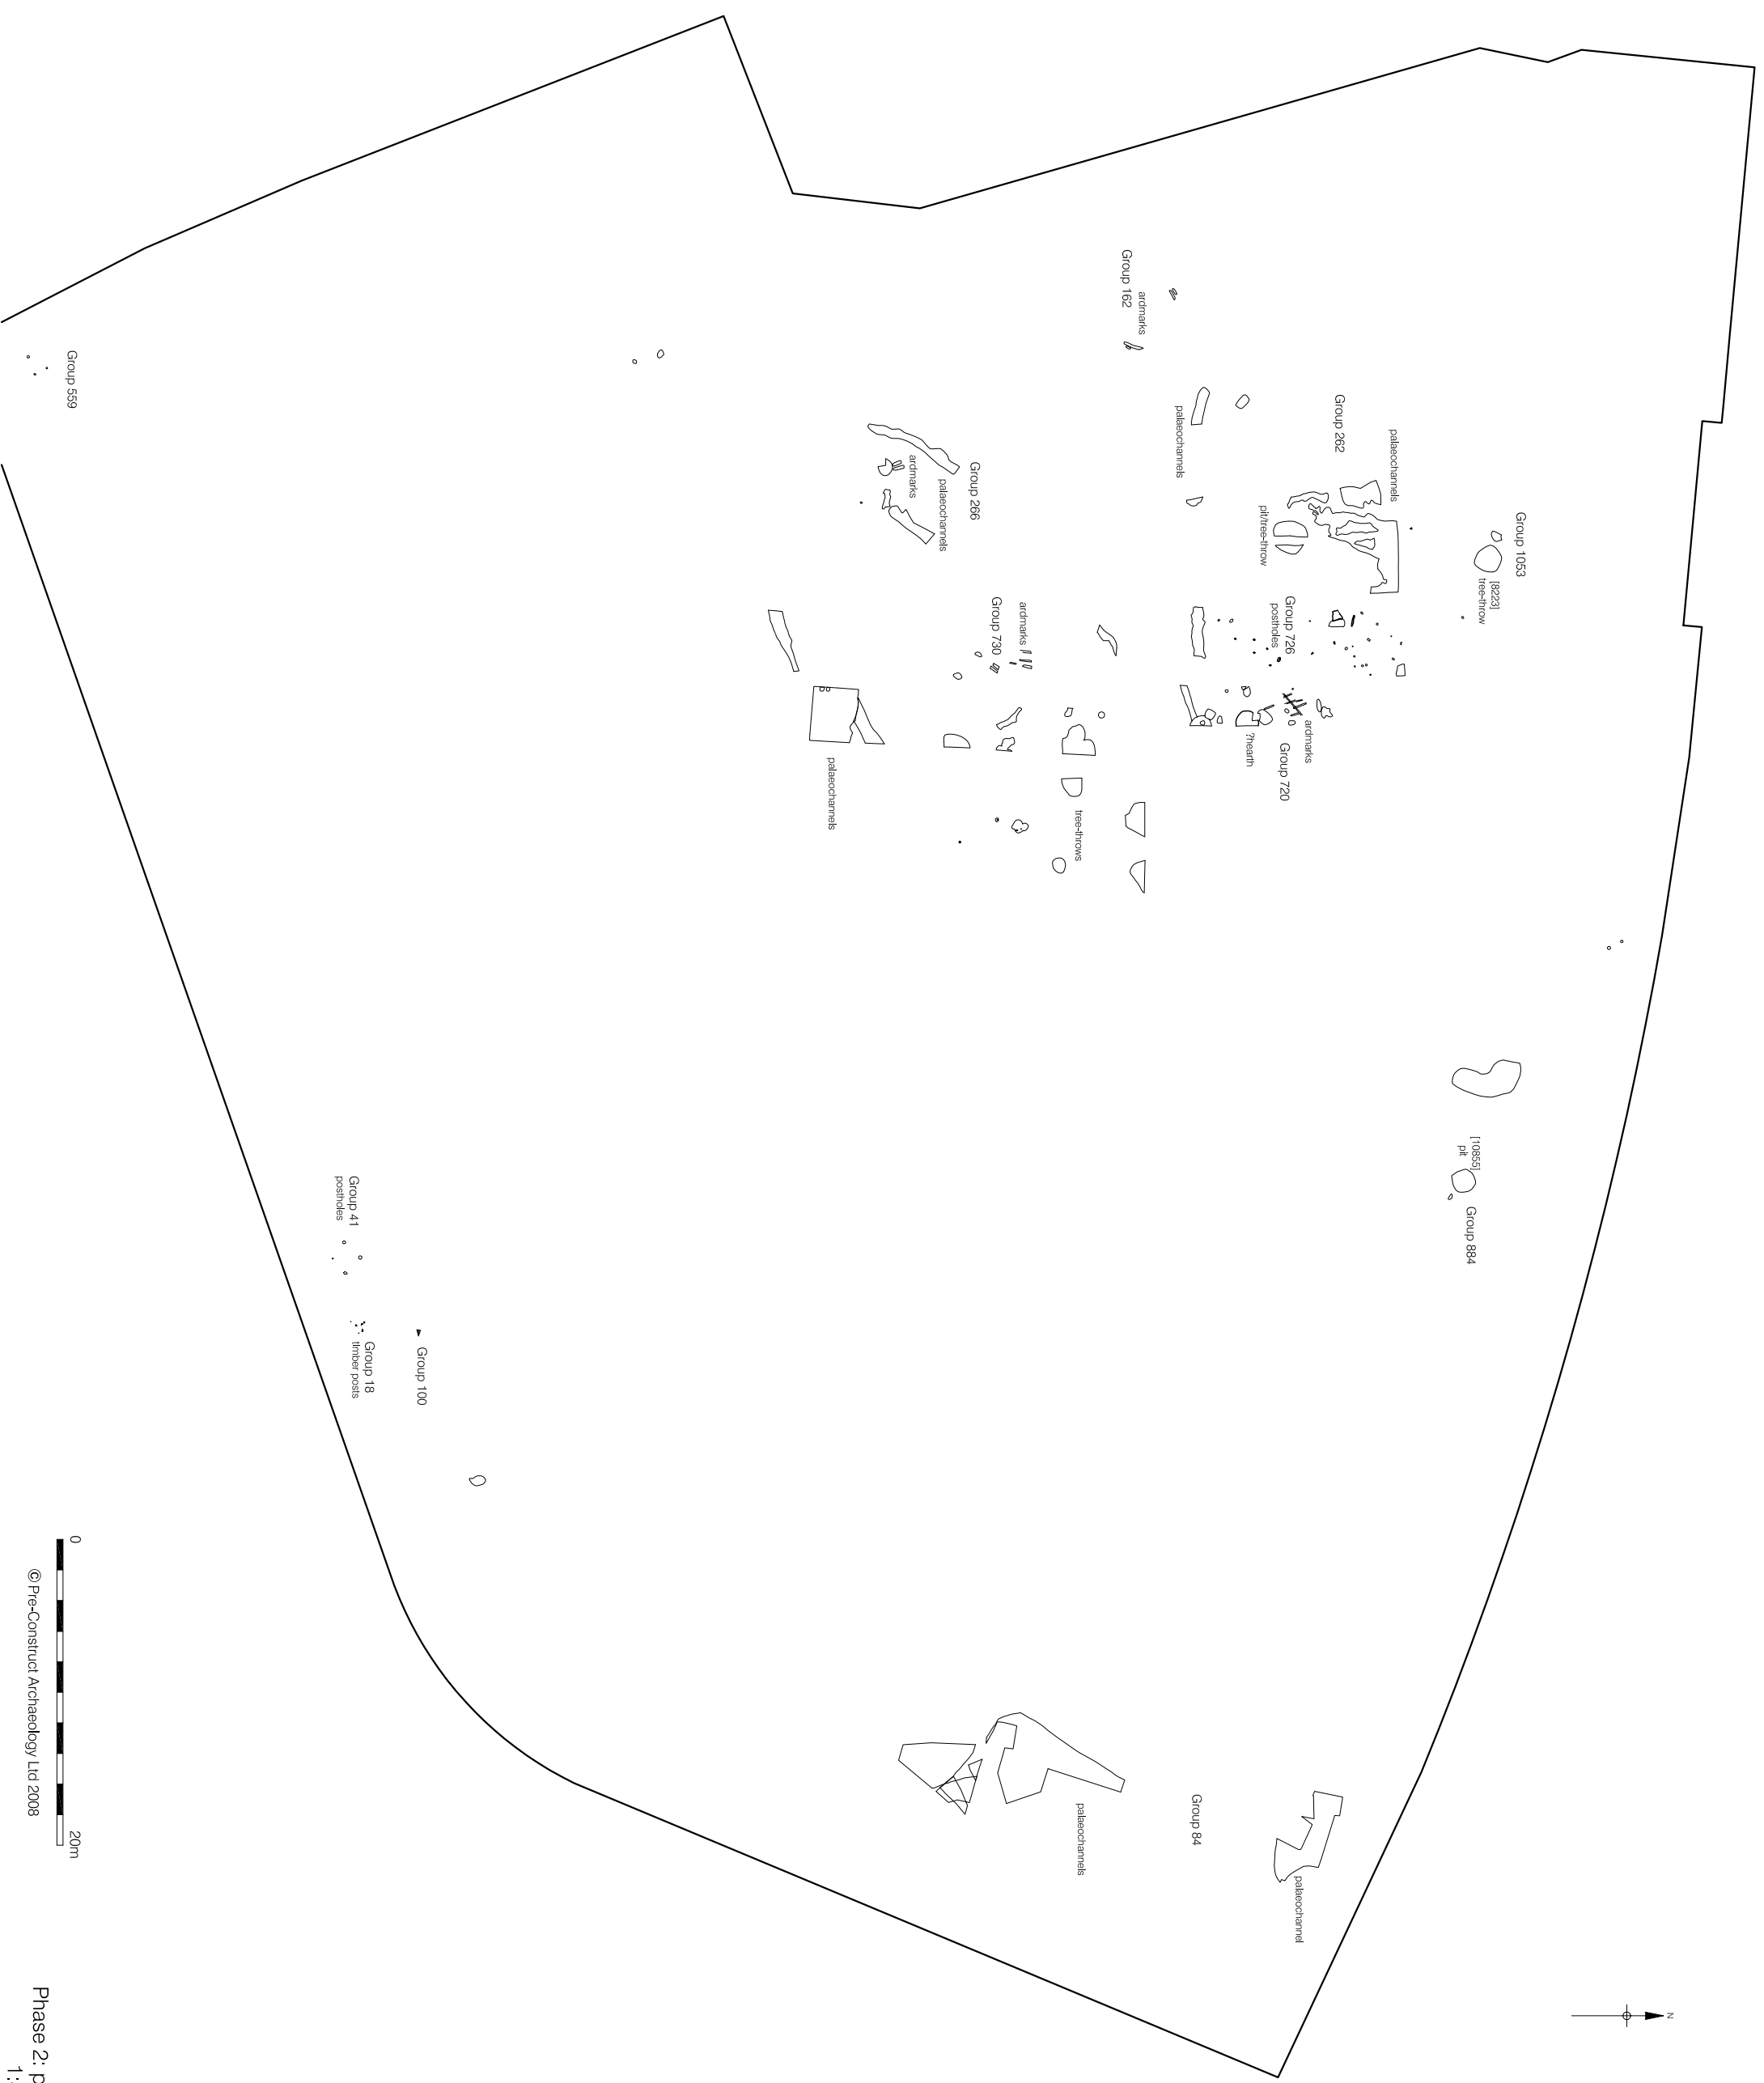 N
Group 1053
[8223]
tree-throw
[10855]
pit
Group 884
palaeochannels
Group 262
pit/tree-throw
Group 726
postholes
ardmarks
Group 720
?hearth
palaeochannel
Group 84
palaeochannels
ardmarks
Group 162
palaeochannels
tree-throws
ardmarks
Group 730
Group 266
palaeochannels
ardmarks
palaeochannels
Group 100
Group 18
timber posts
Group 41
postholes
Group 559
0
20m
© Pre-Construct Archaeology Ltd 2008
Phase 2: p
1: